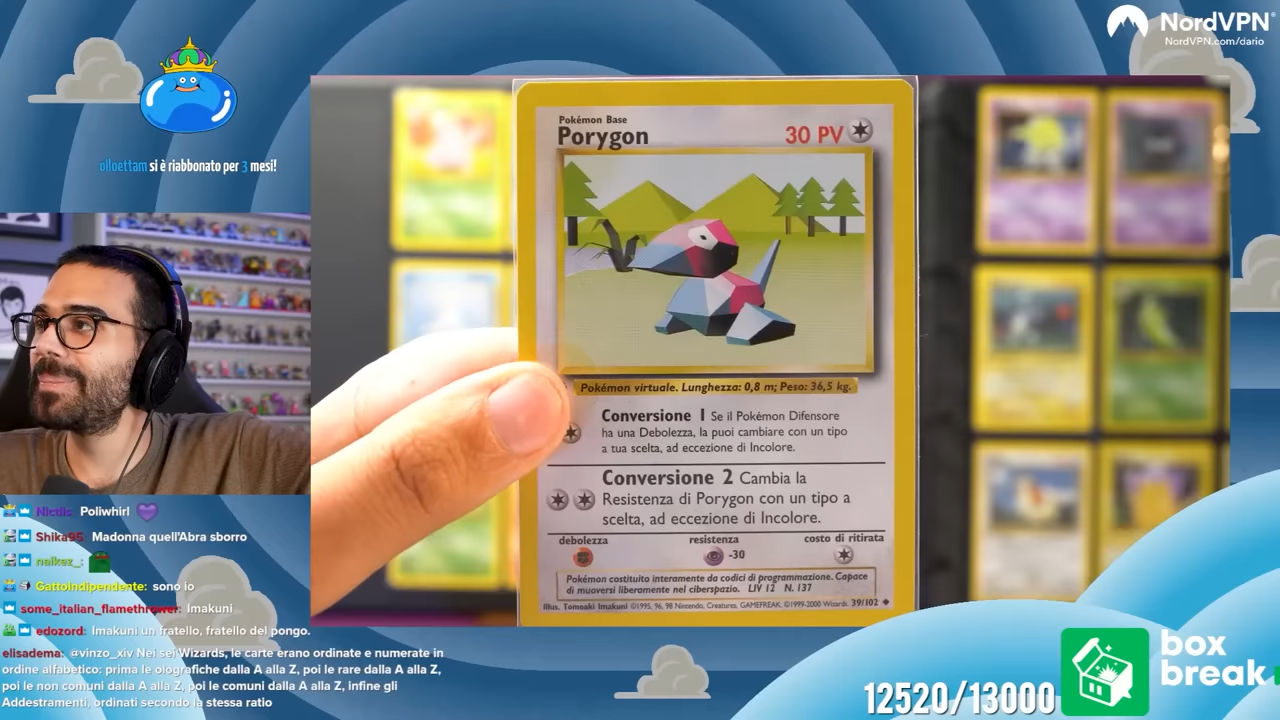 NordVPN®
NordVPN.com/dario
olloettam si è riabbonato per 3 mesi!
Pokémon Base
Porygon
30 PV
Pokémon virtuale. Lunghezza: 0,8 m; Peso: 36,5 kg.
Conversione 1 Se il Pokémon Difensore
ha una Debolezza, la puoi cambiare con un tipo
a tua scelta, ad eccezione di Incolore.
Conversione 2 Cambia la
Resistenza di Porygon con un tipo a
scelta, ad eccezione di Incolore.
debolezza
resistenza
costo di ritirata
-30
Pokémon costituito interamente da codici di programmazione. Capace
di muoversi liberamente nel ciberspazio. LIV 12 N. 137
Illus. Tomoaki Imakuni ©1995, 96, 98 Nintendo, Creatures, GAMEFREAK. ©1999-2000 Wizards. 39/102
Nictiis Poliwhirl
Shika95 Madonna quell'Abra sborro
naikez_:
GattoIndipendente: sono io
some_italian_flamethrower: Imakuni
edozord: Imakuni un fratello, fratello del pongo.
elisadema: @vinzo_xiv Nei sei Wizards, le carte erano ordinate e numerate in
ordine alfabetico: prima le olografiche dalla A alla Z, poi le rare dalla A alla Z,
poi le non comuni dalla A alla Z, poi le comuni dalla A alla Z, infine gli
Addestramenti, ordinati secondo la stessa ratio
12520/13000
box
break